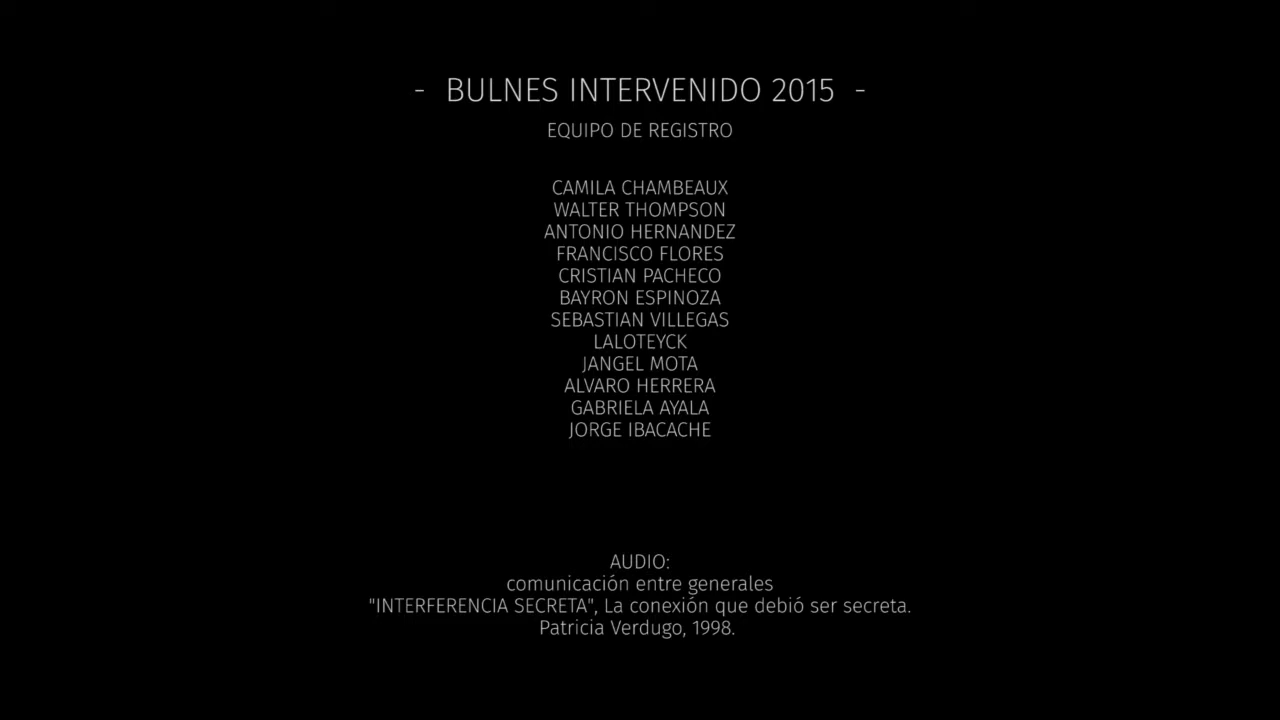 - BULNES INTERVENIDO 2015 -
EQUIPO DE REGISTRO
CAMILA CHAMBEAUX
WALTER THOMPSON
ANTONIO HERNANDEZ
FRANCISCO FLORES
CRISTIAN PACHECO
BAYRON ESPINOZA
SEBASTIAN VILLEGAS
LALOTEYCK
JANGEL MOTA
ALVARO HERRERA
GABRIELA AYALA
JORGE IBACACHE
AUDIO:
comunicación entre generales
"INTERFERENCIA SECRETA", La conexión que debió ser secreta.
Patricia Verdugo, 1998.